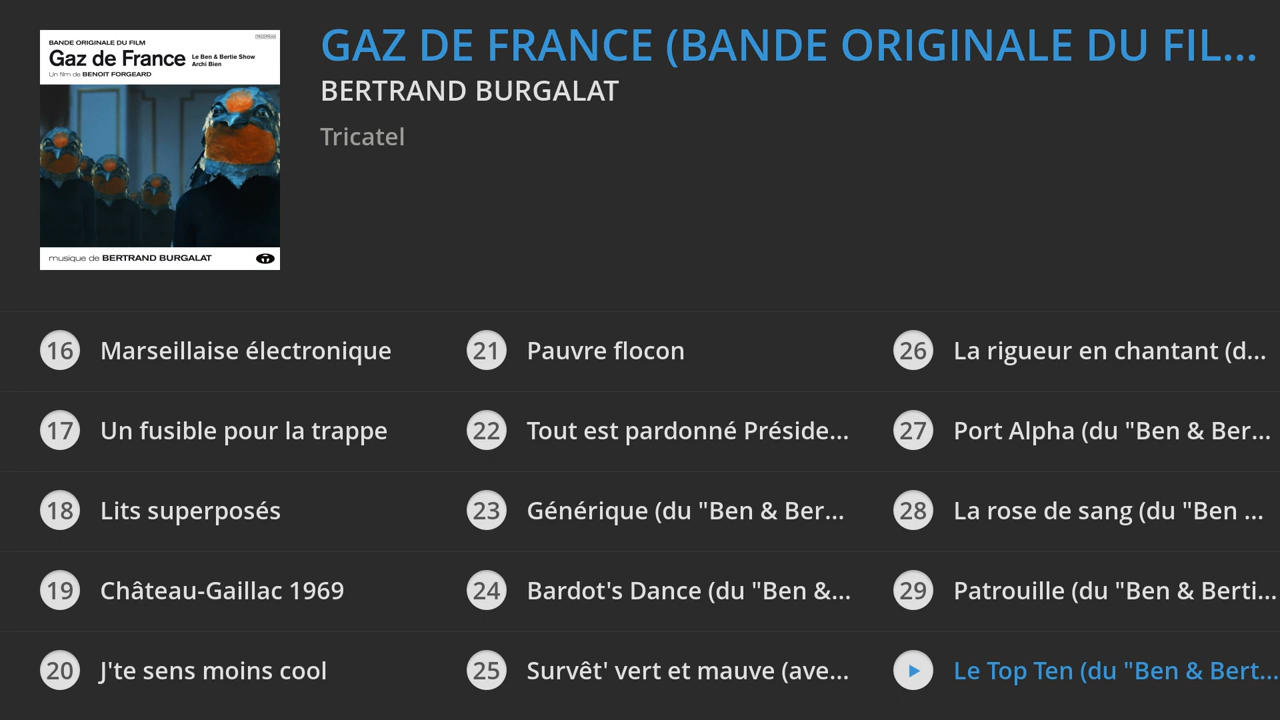 BANDE ORIGINALE DU FILM
Gaz de France
Le Ben & Bertie Show
Archi Bien
Un film de BENOIT FORGEARD
musique de BERTRAND BURGALAT
GAZ DE FRANCE (BANDE ORIGINALE DU FIL...
BERTRAND BURGALAT
Tricatel
16 Marseillaise électronique
17 Un fusible pour la trappe
18 Lits superposés
19 Château-Gaillac 1969
20 J'te sens moins cool
21 Pauvre flocon
22 Tout est pardonné Préside...
23 Générique (du "Ben & Ber...
24 Bardot's Dance (du "Ben &...
25 Survêt' vert et mauve (ave...
26 La rigueur en chantant (d...
27 Port Alpha (du "Ben & Ber...
28 La rose de sang (du "Ben ...
29 Patrouille (du "Ben & Berti...
Le Top Ten (du "Ben & Bert...